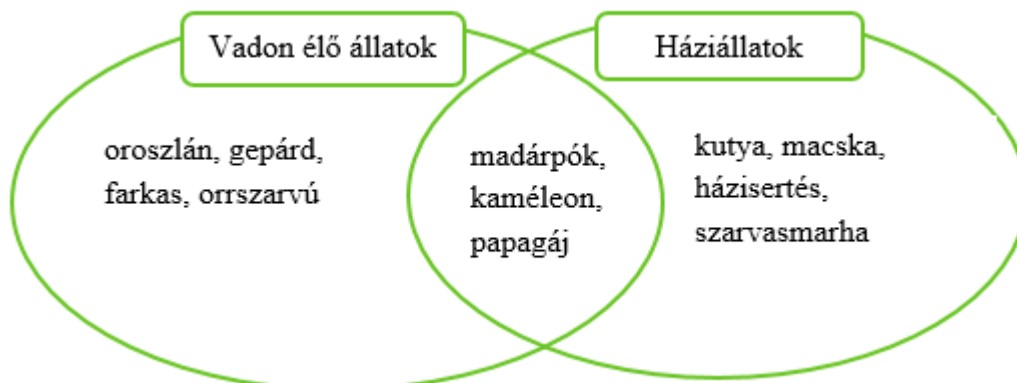 Vadon élő állatok
Háziállatok
oroszlán, gepárd,
farkas, orrszarvú
madárpók,
kaméleon,
papagáj
kutya, macska,
házisertés,
szarvasmarha